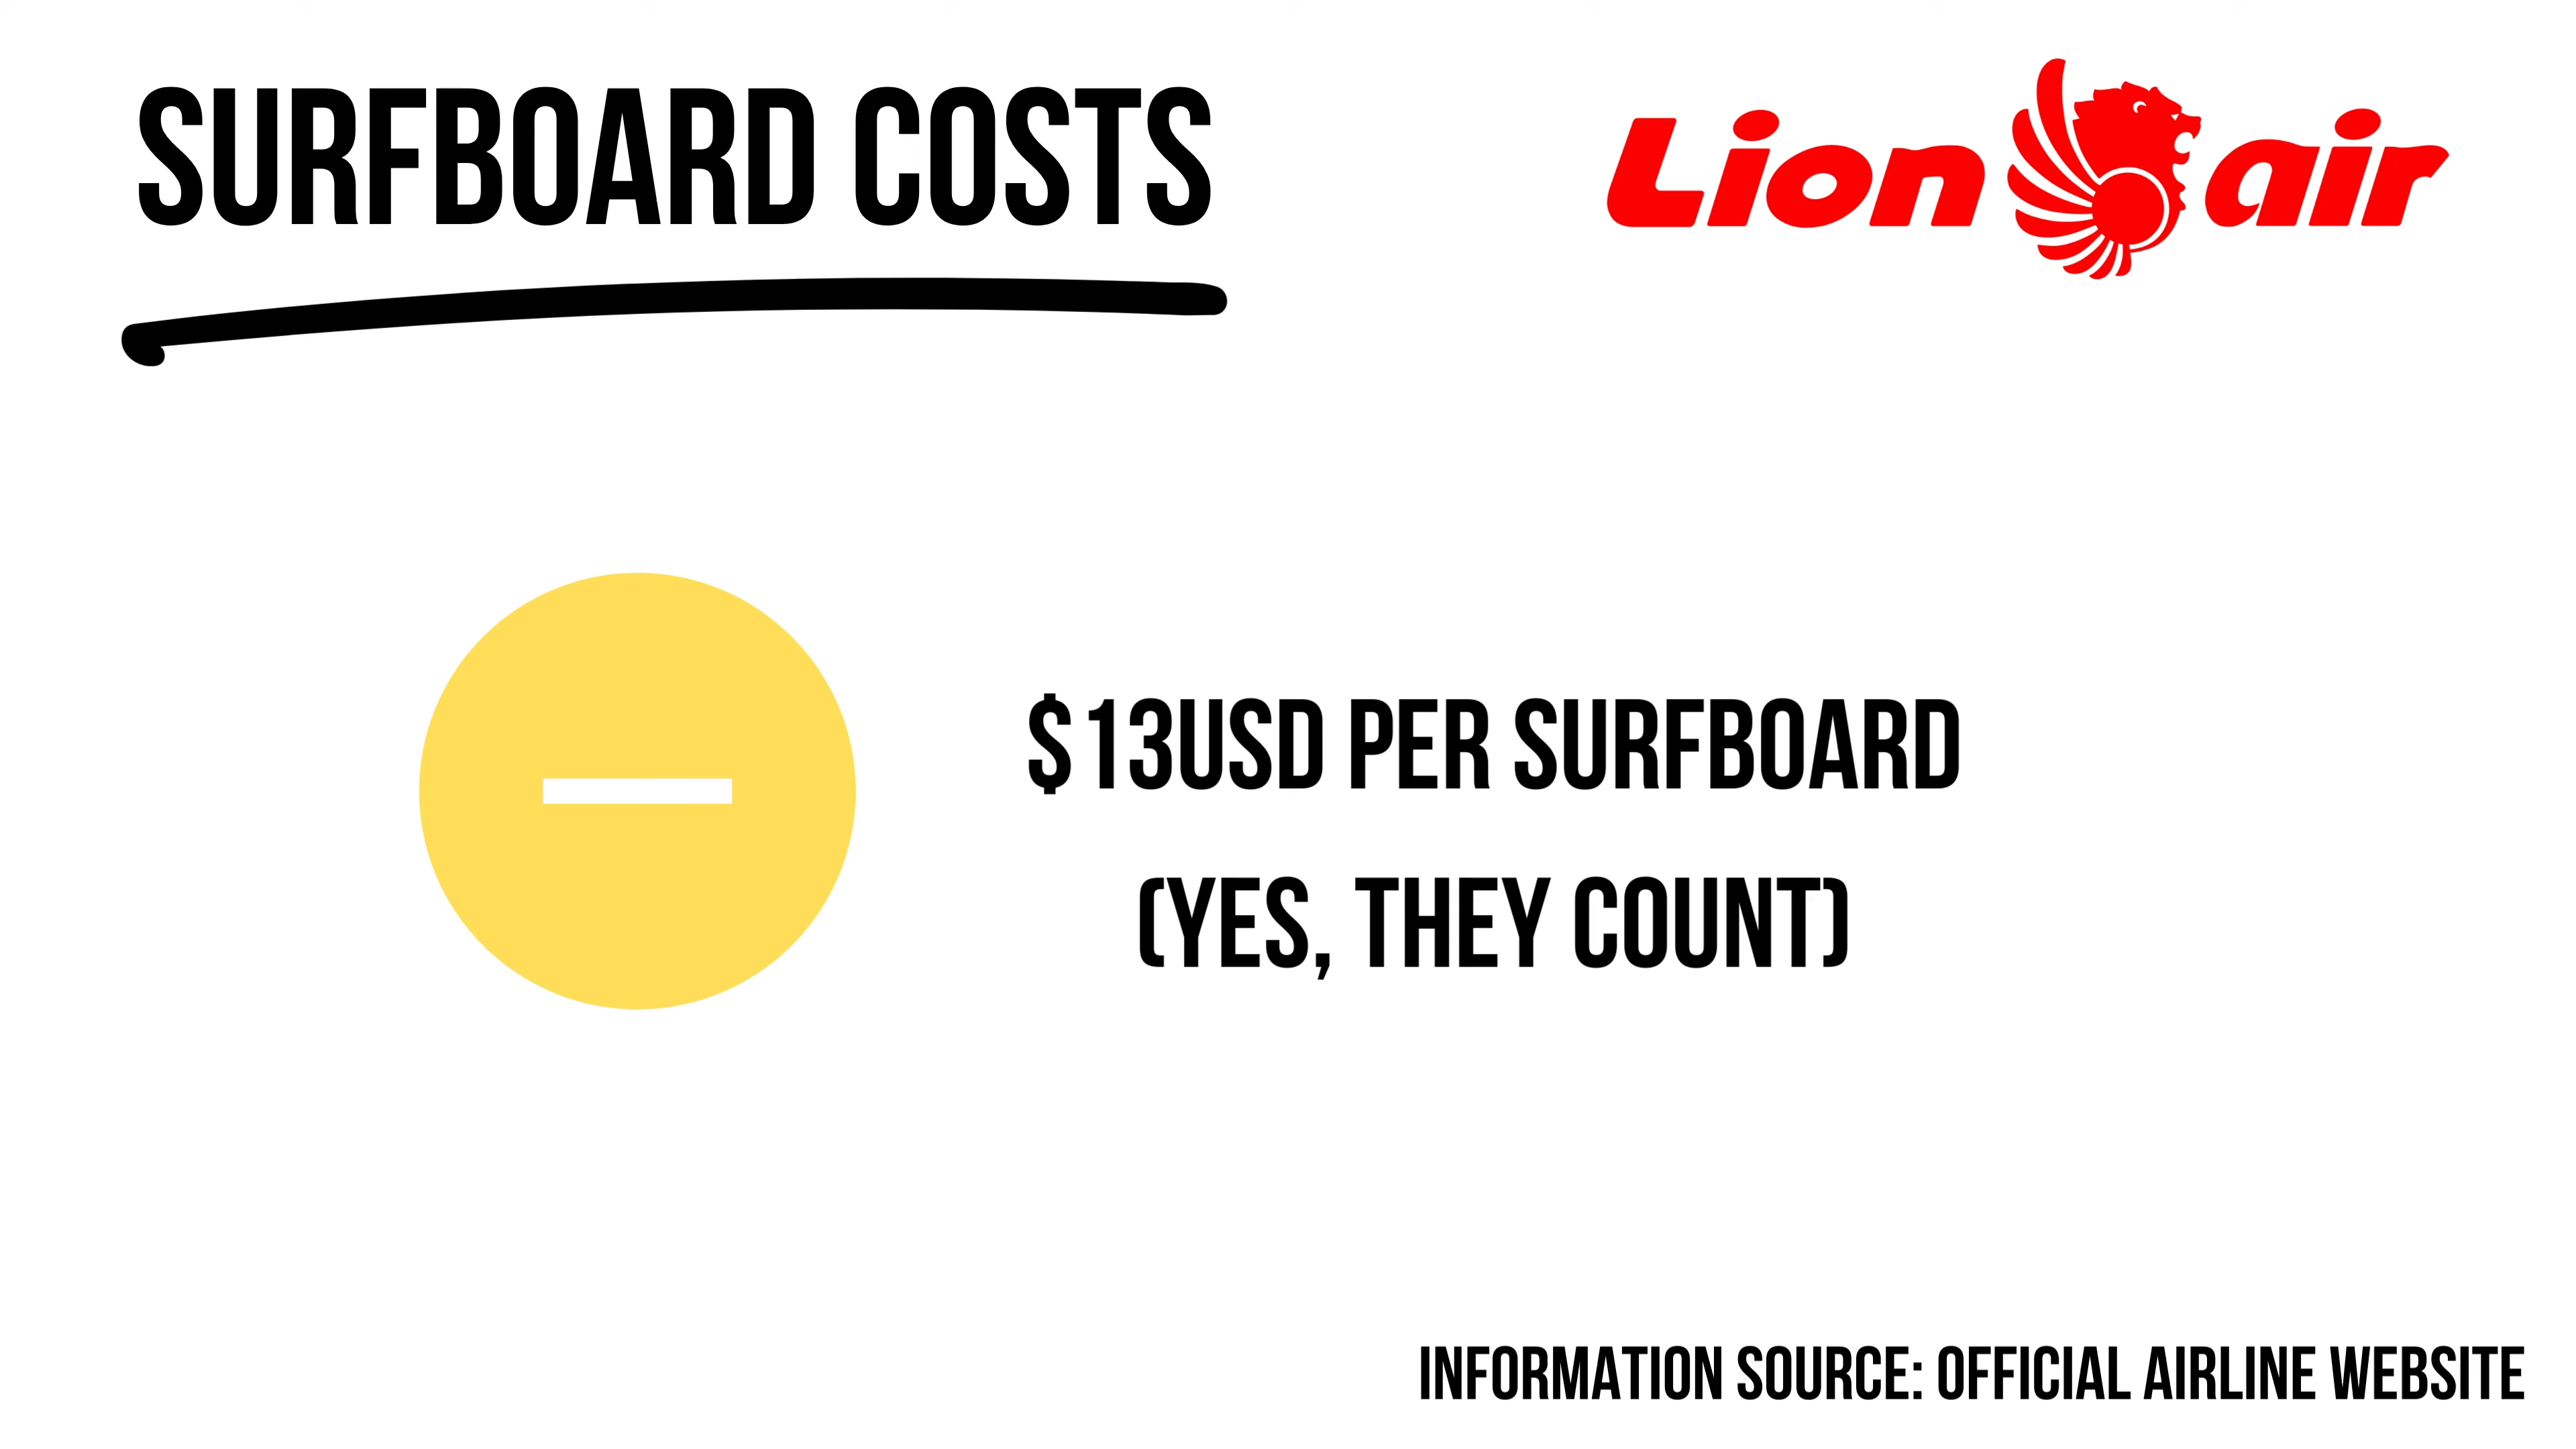 SURFBOARD COSTS
Lion air
$13USD PER SURFBOARD
(YES, THEY COUNT)
INFORMATION SOURCE: OFFICIAL AIRLINE WEBSITE